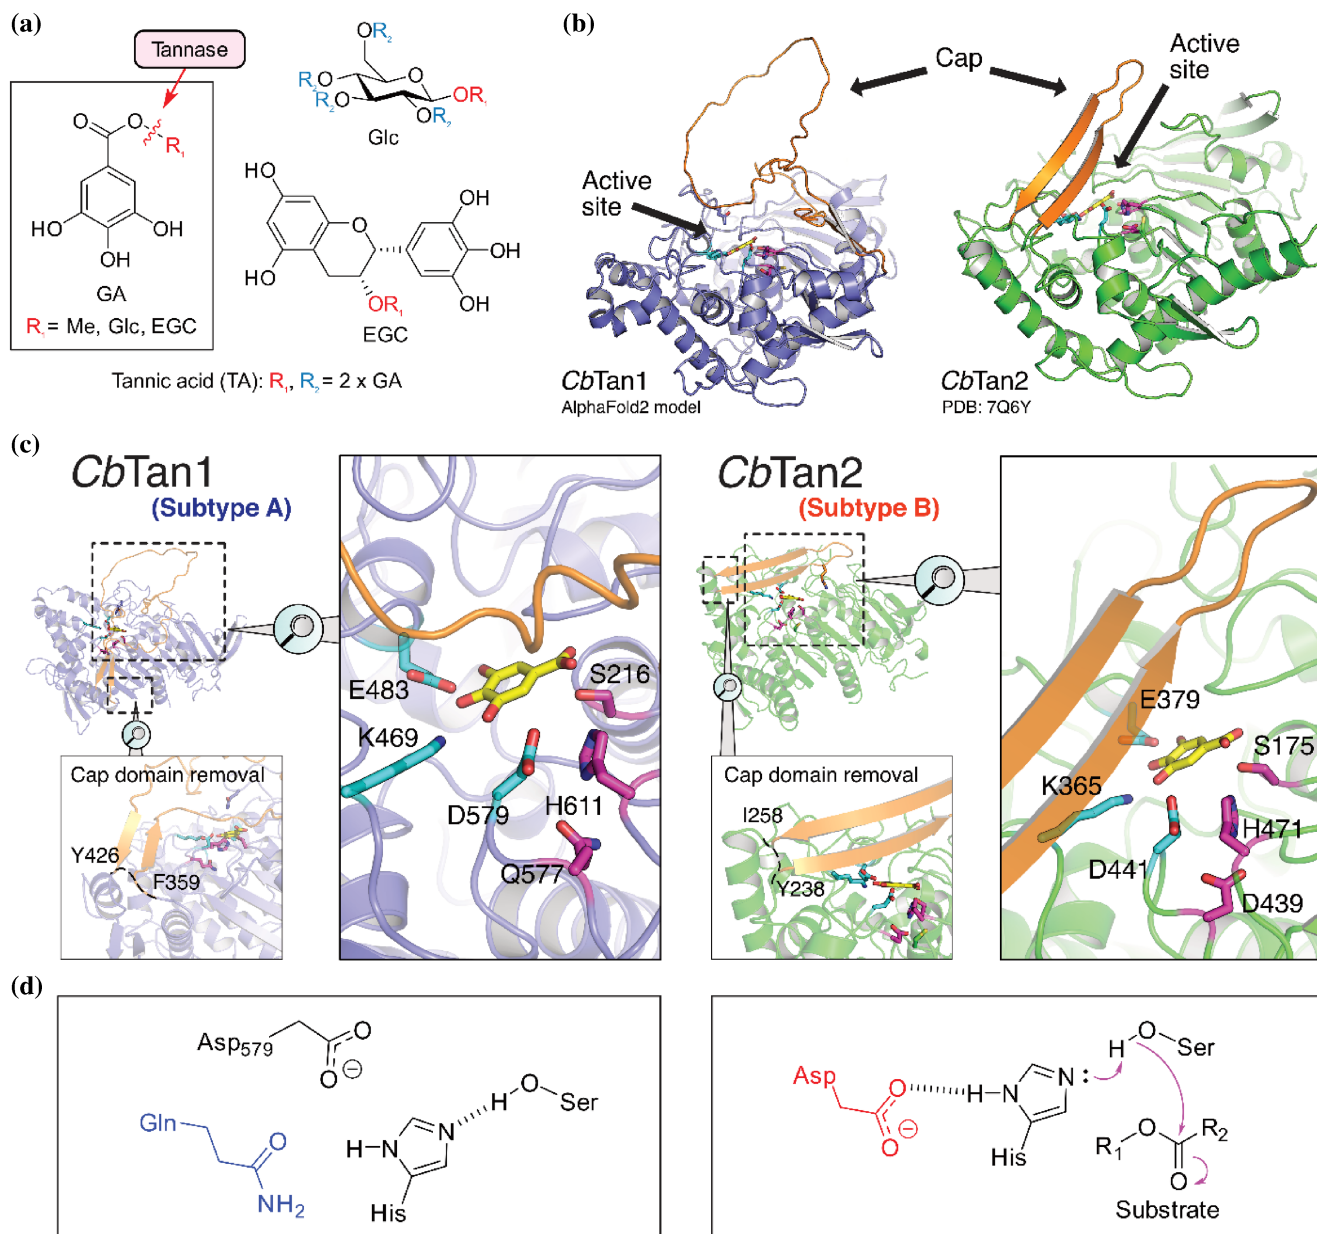 (a)
Tannase
O
O
R₁
HO
OH
OH
GA
R₁ = Me, Glc, EGC
OR₂
R₂O
R₂O
O
OR₁
OR₂
Glc
OH
HO
O
OH
OH
OH
OH
OR₁
EGC
Tannic acid (TA): R₁, R₂ = 2 x GA
(b)
Cap
Active
site
Active
site
CbTan1
AlphaFold2 model
CbTan2
PDB: 7Q6Y
(c)
CbTan1
(Subtype A)
Cap domain removal
Y426
F359
E483
S216
K469
D579
H611
Q577
CbTan2
(Subtype B)
Cap domain removal
I258
Y238
E379
S175
K365
H471
D441
D439
(d)
Asp579
O
O
⊖
Gln
O
NH₂
H-N
N
His
H
O
Ser
Asp
O
O
⊖
H-N
N:
His
H
O
Ser
R₁
O
R₂
O
Substrate